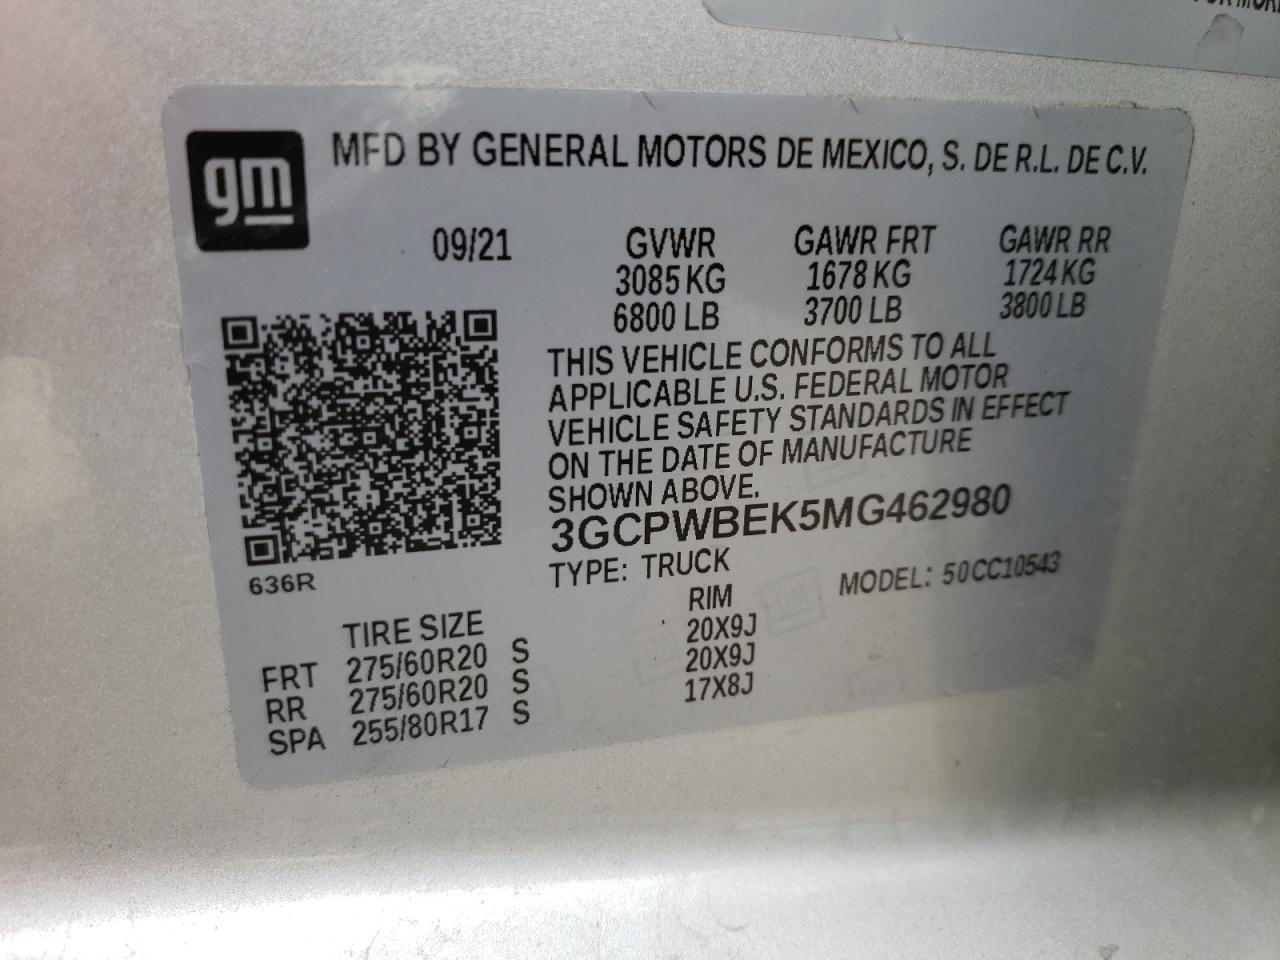 gm
MFD BY GENERAL MOTORS DE MEXICO, S. DE R.L. DE C.V.
09/21
GVWR GAWR FRT GAWR RR
3085 KG 1678 KG 1724 KG
6800 LB 3700 LB 3800 LB
THIS VEHICLE CONFORMS TO ALL
APPLICABLE U.S. FEDERAL MOTOR
VEHICLE SAFETY STANDARDS IN EFFECT
ON THE DATE OF MANUFACTURE
SHOWN ABOVE.
3GCPWBEK5MG462980
TYPE: TRUCK MODEL: 50CC10543
636R
TIRE SIZE RIM
FRT 275/60R20 S 20X9J
RR 275/60R20 S 20X9J
SPA 255/80R17 S 17X8J